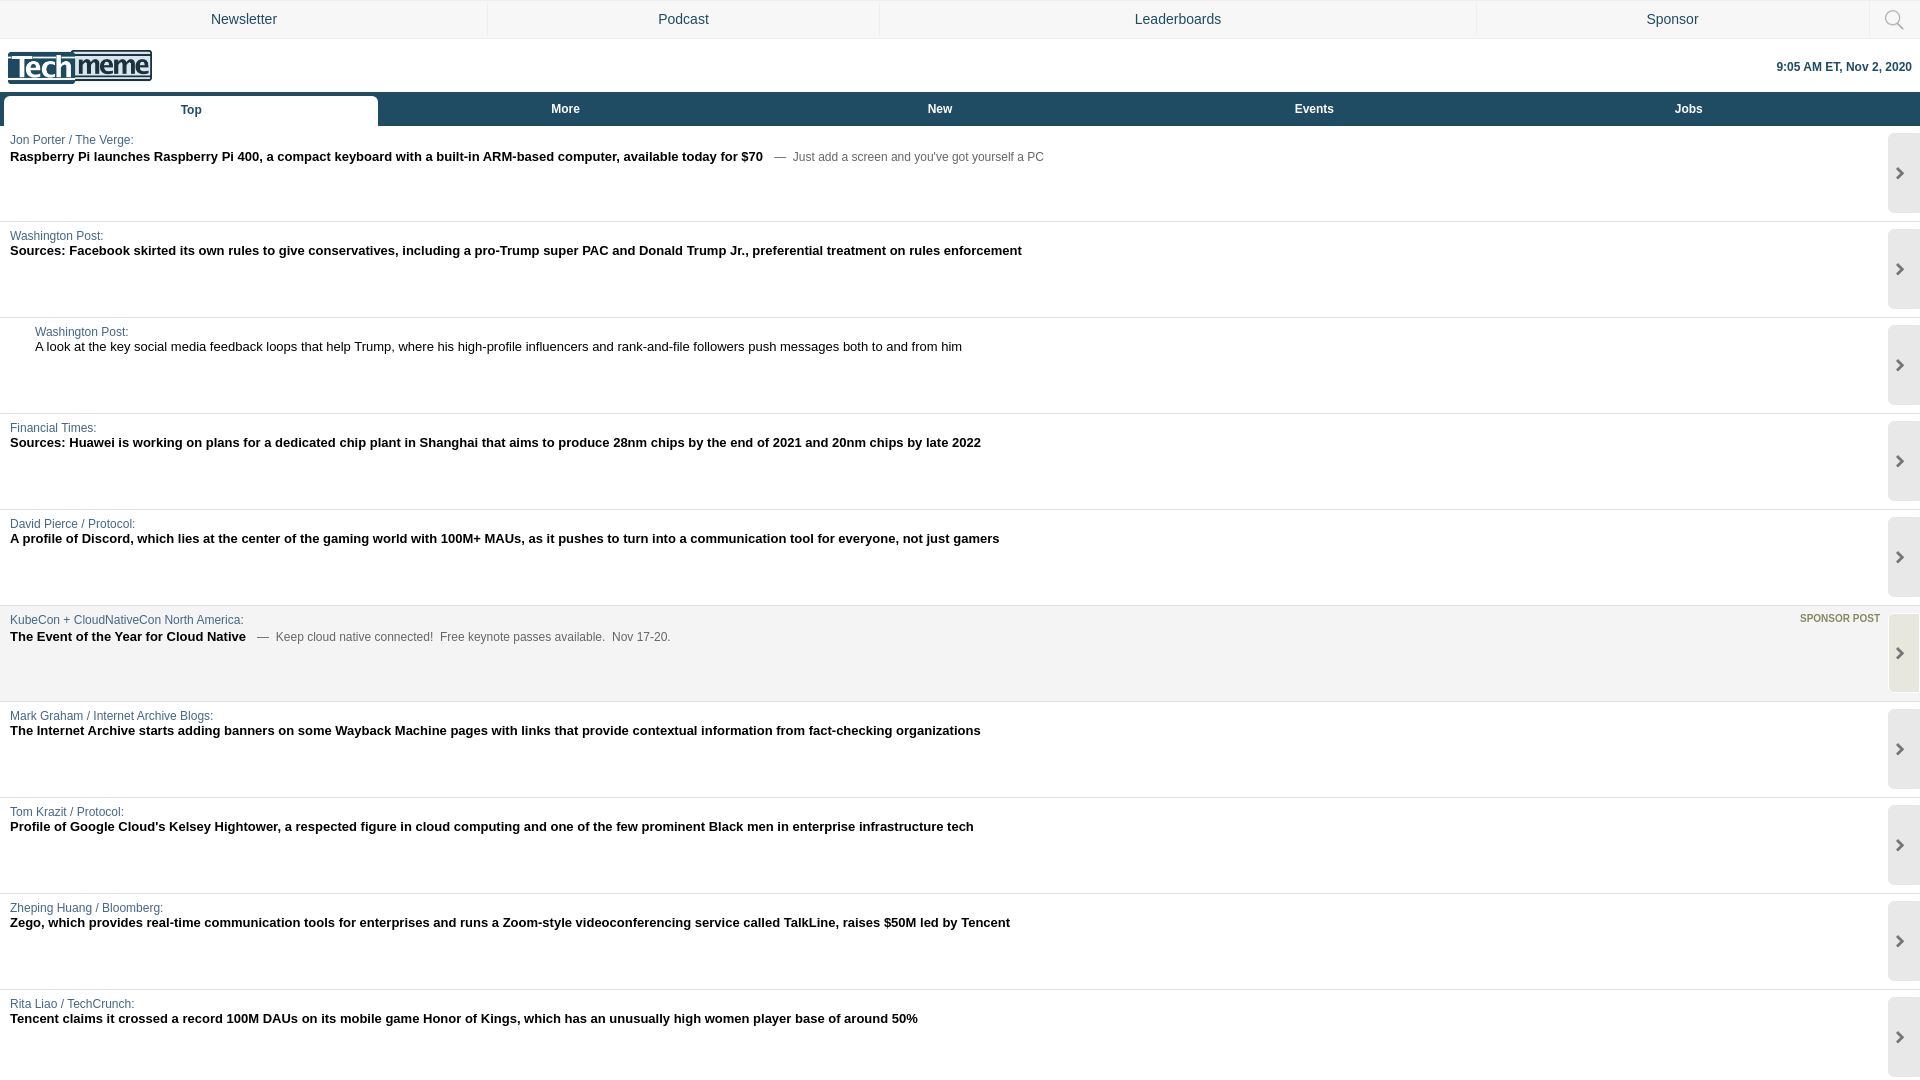 Newsletter Podcast Leaderboards Sponsor
Techmeme 9:05 AM ET, Nov 2, 2020
Top More New Events Jobs
Jon Porter / The Verge:
Raspberry Pi launches Raspberry Pi 400, a compact keyboard with a built-in ARM-based computer, available today for $70 — Just add a screen and you've got yourself a PC
Washington Post:
Sources: Facebook skirted its own rules to give conservatives, including a pro-Trump super PAC and Donald Trump Jr., preferential treatment on rules enforcement
Washington Post:
A look at the key social media feedback loops that help Trump, where his high-profile influencers and rank-and-file followers push messages both to and from him
Financial Times:
Sources: Huawei is working on plans for a dedicated chip plant in Shanghai that aims to produce 28nm chips by the end of 2021 and 20nm chips by late 2022
David Pierce / Protocol:
A profile of Discord, which lies at the center of the gaming world with 100M+ MAUs, as it pushes to turn into a communication tool for everyone, not just gamers
KubeCon + CloudNativeCon North America: SPONSOR POST
The Event of the Year for Cloud Native — Keep cloud native connected! Free keynote passes available. Nov 17-20.
Mark Graham / Internet Archive Blogs:
The Internet Archive starts adding banners on some Wayback Machine pages with links that provide contextual information from fact-checking organizations
Tom Krazit / Protocol:
Profile of Google Cloud's Kelsey Hightower, a respected figure in cloud computing and one of the few prominent Black men in enterprise infrastructure tech
Zheping Huang / Bloomberg:
Zego, which provides real-time communication tools for enterprises and runs a Zoom-style videoconferencing service called TalkLine, raises $50M led by Tencent
Rita Liao / TechCrunch:
Tencent claims it crossed a record 100M DAUs on its mobile game Honor of Kings, which has an unusually high women player base of around 50%